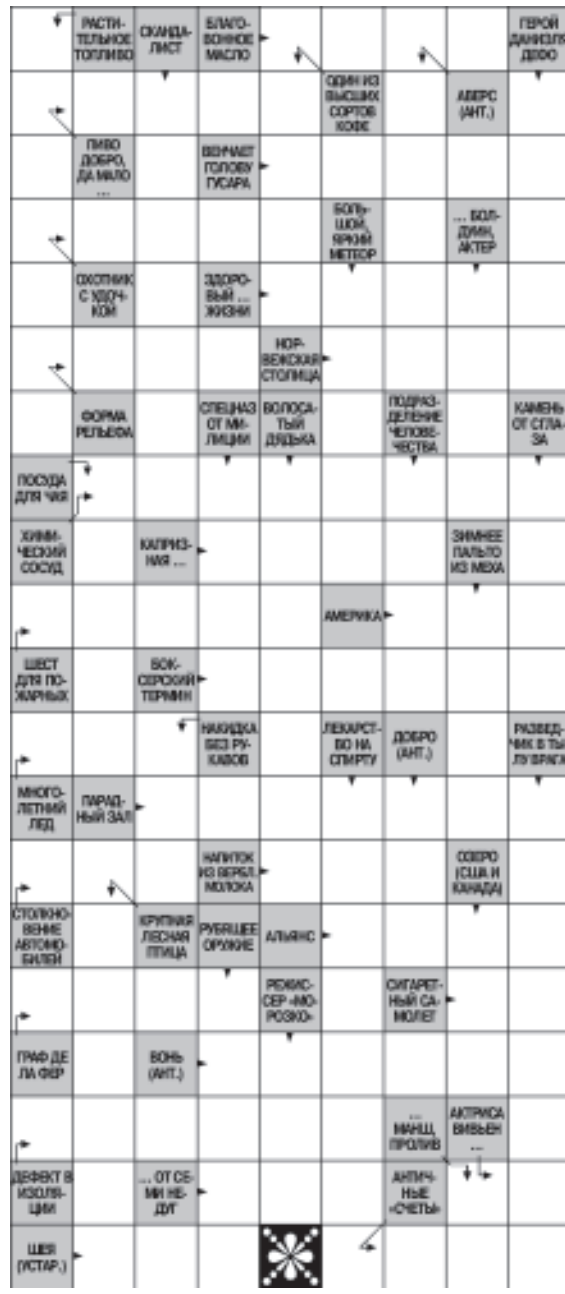 РАСТИ-
ТЕЛЬНОЕ
ТОПЛИВО
СКАНДА-
ЛИСТ
БЛАГО-
ВОННОЕ
МАСЛО
ГЕРОЙ
ДАНИЭЛЯ
ДЕФО
ОДИН ИЗ
ВЫСШИХ
СОРТОВ
КОФЕ
АВЕРС
(АНТ.)
ПИВО
ДОБРО,
ДА МАЛО
...
ВЕНЧАЕТ
ГОЛОВУ
ГУСАРА
БОЛЬ-
ШОЙ,
ЯРКИЙ
МЕТЕОР
... БОЛ-
ДУИН,
АКТЕР
ОХОТНИК
С УДОЧ-
КОЙ
ЗДОРО-
ВЫЙ ...
ЖИЗНИ
НОР-
ВЕЖСКАЯ
СТОЛИЦА
ФОРМА
РЕЛЬЕФА
СПЕЦНАЗ
ОТ МИ-
ЛИЦИИ
ВОЛОСА-
ТЫЙ
ДЯДЬКА
ПОДРАЗ-
ДЕЛЕНИЕ
ЧЕЛОВЕ-
ЧЕСТВА
КАМЕНЬ
ОТ СГЛА-
ЗА
ПОСУДА
ДЛЯ ЧАЯ
ХИМИ-
ЧЕСКИЙ
СОСУД
КАПРИЗ-
НАЯ ...
ЗИМНЕЕ
ПАЛЬТО
ИЗ МЕХА
АМЕРИКА
ШЕСТ
ДЛЯ ПО-
ЖАРНЫХ
БОК-
СЕРСКИЙ
ТЕРМИН
НАКИДКА
БЕЗ РУ-
КАВОВ
ЛЕКАРСТ-
ВО НА
СПИРТУ
ДОБРО
(АНТ.)
РАЗВЕД-
ЧИК В ТЫ-
ЛУ ВРАГА
МНОГО-
ЛЕТНИЙ
ЛЕД
ПАРАД-
НЫЙ ЗАЛ
НАПИТОК
ИЗ ВЕРБЛ.
МОЛОКА
ОЗЕРО
(США И
КАНАДА)
СТОЛКНО-
ВЕНИЕ
АВТОМО-
БИЛЕЙ
КРУПНАЯ
ЛЕСНАЯ
ПТИЦА
РУБЯЩЕЕ
ОРУЖИЕ
АЛЬЯНС
РЕЖИС-
СЕР «МО-
РОЗКО»
СИГАРЕТ-
НЫЙ СА-
МОЛЕТ
ГРАФ ДЕ
ЛА ФЕР
ВОНЬ
(АНТ.)
...
МАНШ,
ПРОЛИВ
АКТРИСА
ВИВЬЕН
...
ДЕФЕКТ В
ИЗОЛЯ-
ЦИИ
... ОТ СЕ-
МИ НЕ-
ДУГ
АНТИЧ-
НЫЕ
«СЧЕТЫ»
ШЕЯ
(УСТАР.)